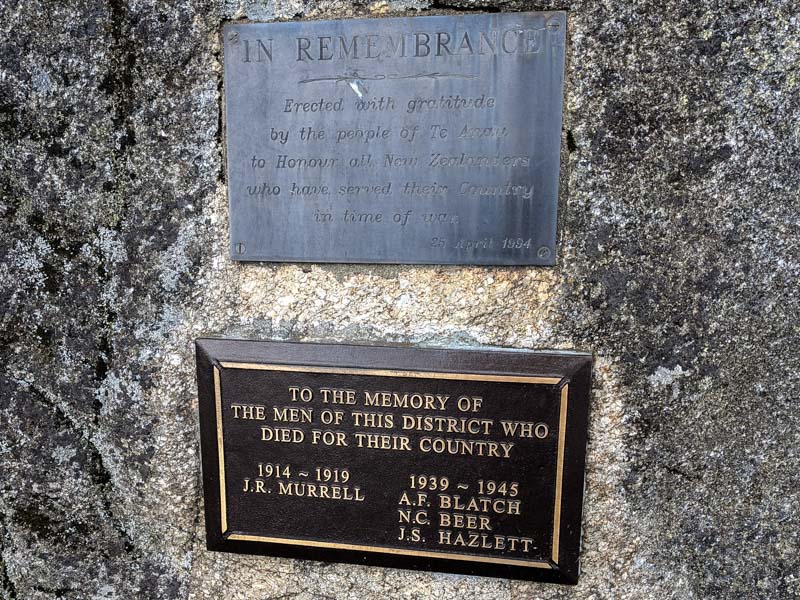 IN REMEMBRANCE
Erected with gratitude
by the people of Te Anau
to Honour all New Zealanders
who have served their Country
in time of war
25 April 1994
TO THE MEMORY OF
THE MEN OF THIS DISTRICT WHO
DIED FOR THEIR COUNTRY
1914 ~ 1919
J.R. MURRELL
1939 ~ 1945
A.F. BLATCH
N.C. BEER
J.S. HAZLETT